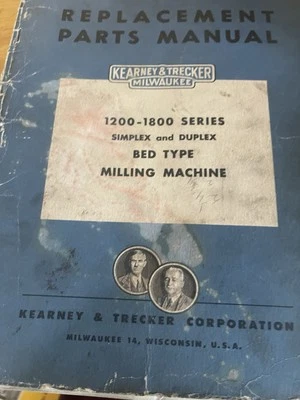 REPLACEMENT
PARTS MANUAL
KEARNEY & TRECKER
MILWAUKEE
1200-1800 SERIES
SIMPLEX and DUPLEX
BED TYPE
MILLING MACHINE
KEARNEY & TRECKER CORPORATION
MILWAUKEE 14, WISCONSIN, U.S.A.